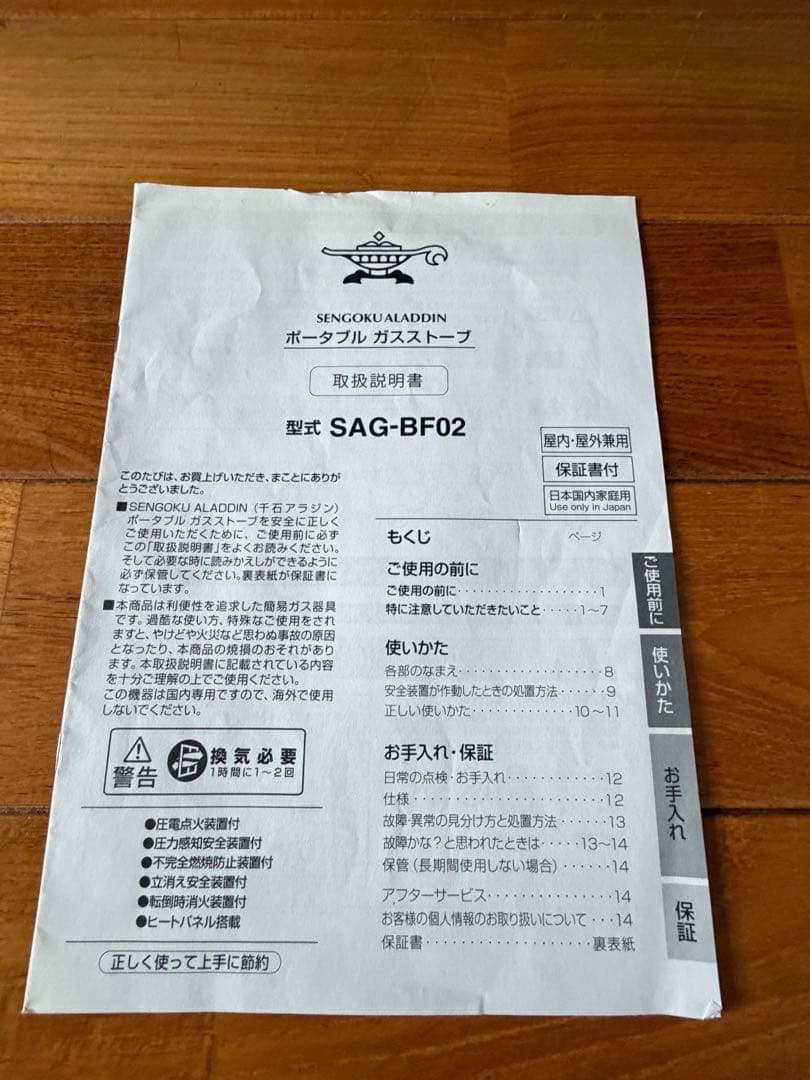 SENGOKU ALADDIN
ポータブル ガスストーブ
取扱説明書
型式 SAG-BF02
屋内・屋外兼用
保証書付
日本国内家庭用
Use only in Japan
このたびは、お買上げいただき、まことにありが
とうございました。
■SENGOKU ALADDIN（千石アラジン）
ポータブル ガスストーブを安全に正しく
ご使用いただくために、ご使用前に必ず
この「取扱説明書」をよくお読みください。
そして必要な時に読みかえしができるように
必ず保管してください。裏表紙が保証書に
なっています。
■本商品は利便性を追求した簡易ガス器具
です。過酷な使い方、特殊なご使用をされ
ますと、やけどや火災など思わぬ事故の原因
となったり、本商品の焼損のおそれがあり
ます。本取扱説明書に記載されている内容
を十分ご理解の上でご使用ください。
この機器は国内専用ですので、海外で使用
しないでください。
警告
換気必要
1時間に1～2回
●圧電点火装置付
●圧力感知安全装置付
●不完全燃焼防止装置付
●立消え安全装置付
●転倒時消火装置付
●ヒートパネル搭載
正しく使って上手に節約
もくじ ページ
ご使用の前に
ご使用の前に・・・・・・・・・・・・・・・・・・・1
特に注意していただきたいこと・・・・・1～7
使いかた
各部のなまえ・・・・・・・・・・・・・・・・・・・8
安全装置が作動したときの処置方法・・・・・・9
正しい使いかた・・・・・・・・・・・・・10～11
お手入れ・保証
日常の点検・お手入れ・・・・・・・・・・・・12
仕様・・・・・・・・・・・・・・・・・・・・・・・12
故障・異常の見分け方と処置方法・・・・・・13
故障かな？と思われたときは・・・・・13～14
保管（長期間使用しない場合）・・・・・・14
アフターサービス・・・・・・・・・・・・・・・14
お客様の個人情報のお取り扱いについて・・・14
保証書・・・・・・・・・・・・・・・・・・・・裏表紙
ご使用前に
使いかた
お手入れ
保証